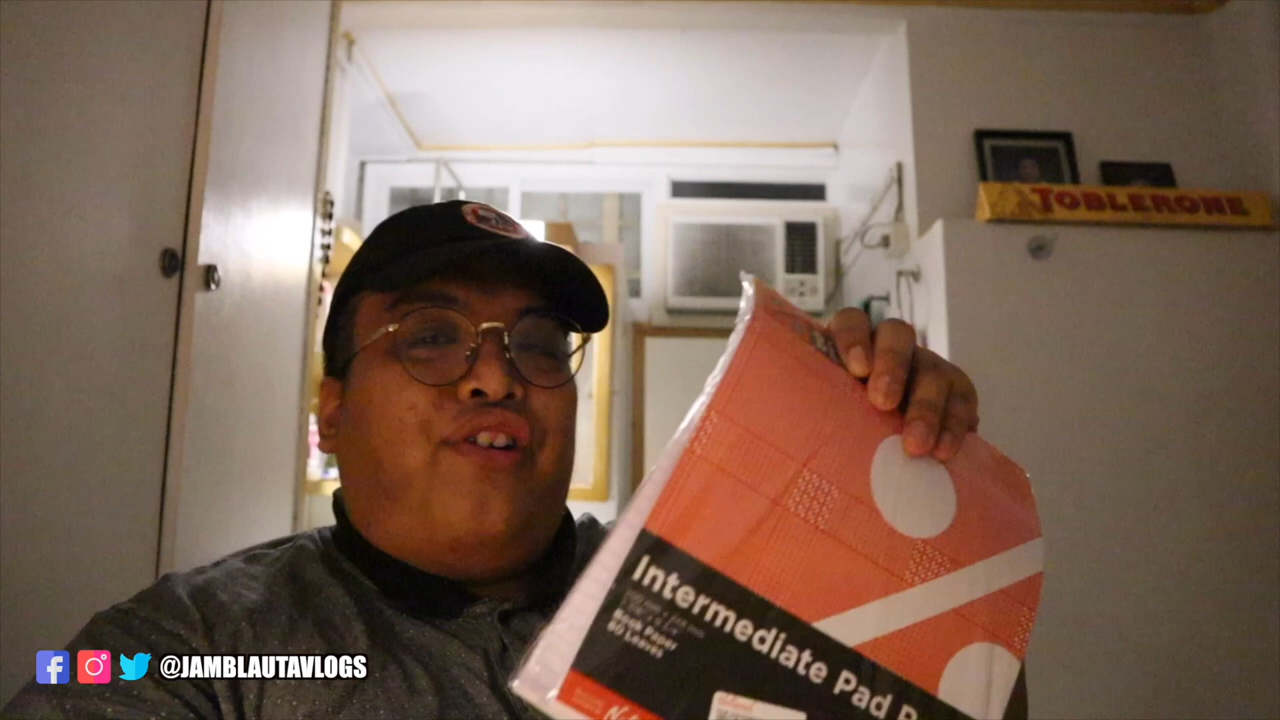 TOBLERONE
Intermediate Pad
Book Paper
80 Leaves
@JAMBLAUTAVLOGS